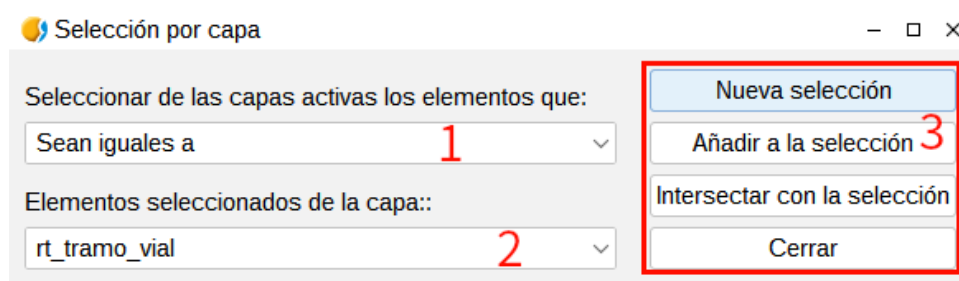 Selección por capa
Seleccionar de las capas activas los elementos que:
Sean iguales a 1
Elementos seleccionados de la capa::
rt_tramo_vial 2
Nueva selección
Añadir a la selección 3
Intersectar con la selección
Cerrar